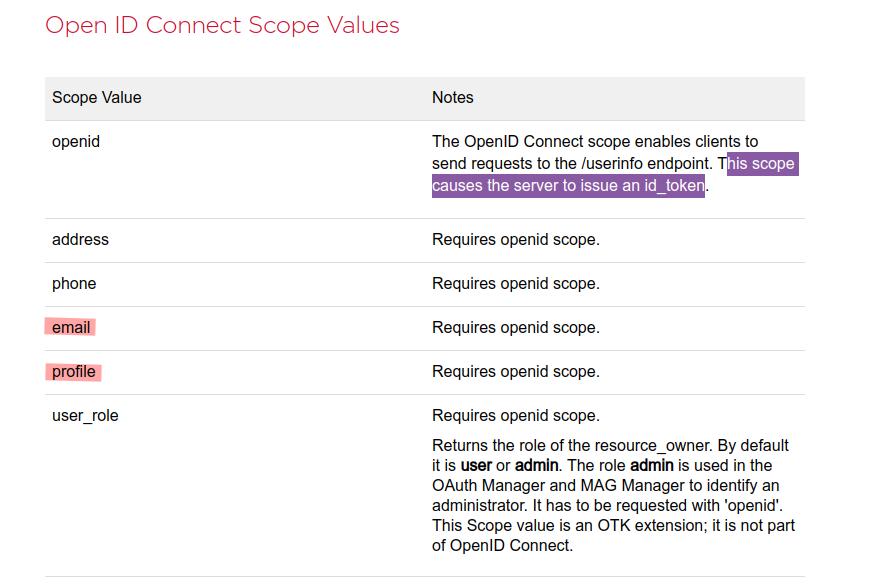 Open ID Connect Scope Values
Scope Value Notes
openid The OpenID Connect scope enables clients to
send requests to the /userinfo endpoint. This scope
causes the server to issue an id_token.
address Requires openid scope.
phone Requires openid scope.
email Requires openid scope.
profile Requires openid scope.
user_role Requires openid scope.
Returns the role of the resource_owner. By default
it is user or admin. The role admin is used in the
OAuth Manager and MAG Manager to identify an
administrator. It has to be requested with 'openid'.
This Scope value is an OTK extension; it is not part
of OpenID Connect.